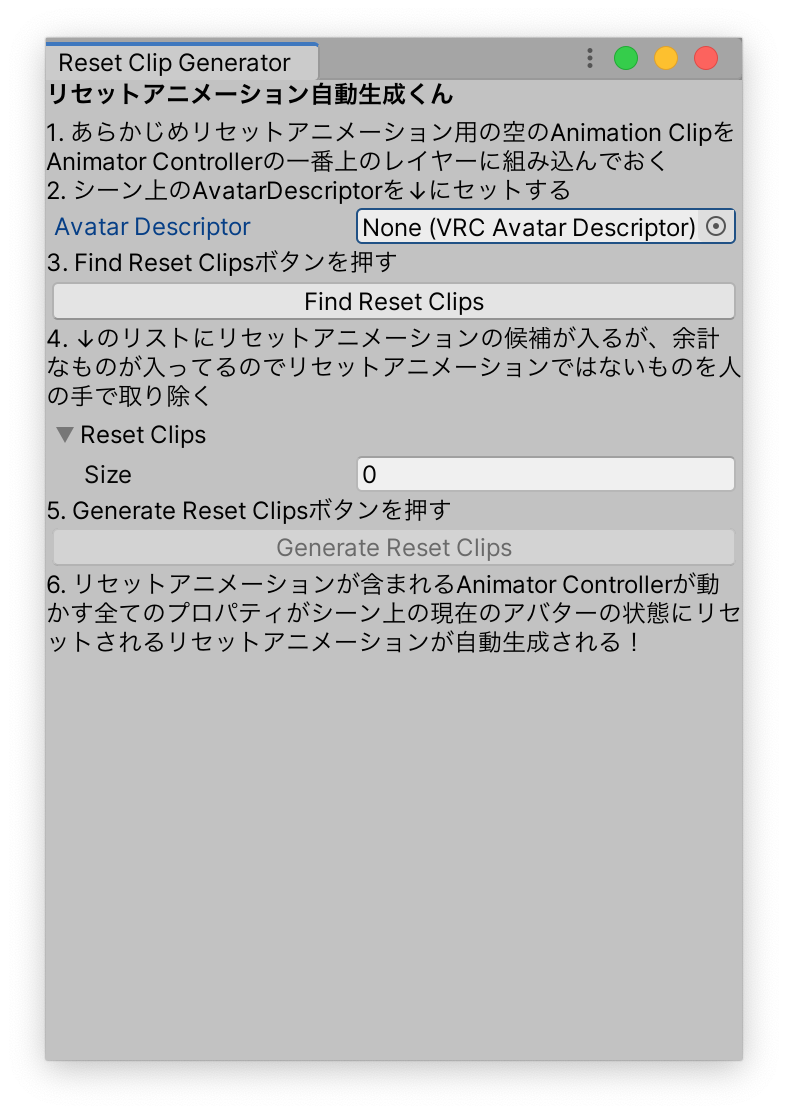 Reset Clip Generator
リセットアニメーション自動生成くん
1. あらかじめリセットアニメーション用の空のAnimation Clipを
Animator Controllerの一番上のレイヤーに組み込んでおく
2. シーン上のAvatarDescriptorを↓にセットする
Avatar Descriptor
None (VRC Avatar Descriptor)
3. Find Reset Clipsボタンを押す
Find Reset Clips
4. ↓のリストにリセットアニメーションの候補が入るが、余計
なものが入ってるのでリセットアニメーションではないものを人
の手で取り除く
Reset Clips
Size
0
5. Generate Reset Clipsボタンを押す
Generate Reset Clips
6. リセットアニメーションが含まれるAnimator Controllerが動
かす全てのプロパティがシーン上の現在のアバターの状態にリセ
ットされるリセットアニメーションが自動生成される！